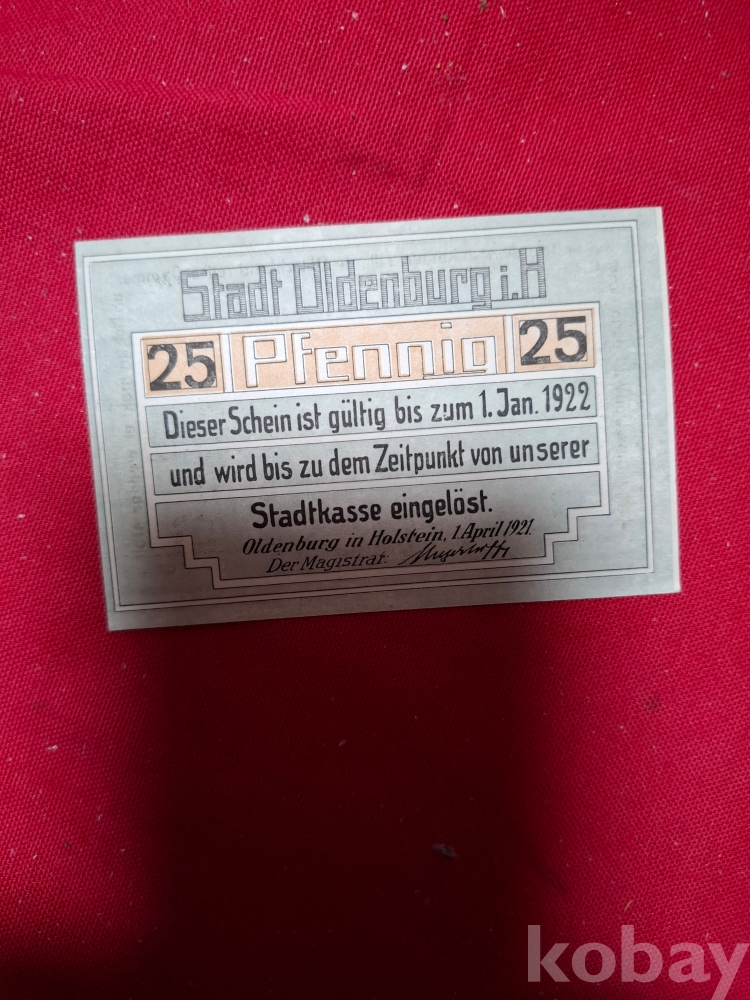 Stadt Oldenburg i.H
25 Pfennig 25
Dieser Schein ist gültig bis zum 1. Jan. 1922
und wird bis zu dem Zeitpunkt von unserer
Stadtkasse eingelöst.
Oldenburg in Holstein, 1. April 1921.
Der Magistrat:
kobay